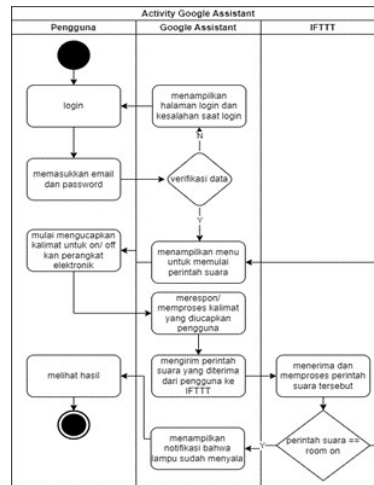 Activity Google Assistant
Pengguna
Google Assistant
IFTTT
login
menampilkan
halaman login dan
kesalahan saat login
N
memasukkan email
dan password
verifikasi data
Y
mulai mengucapkan
kalimat untuk on/ off
kan perangkat
elektronik
menampilkan menu
untuk memulai
perintah suara
merespon/
memproses kalimat
yang diucapkan
pengguna
melihat hasil
mengirim perintah
suara yang diterima
dari pengguna ke
IFTTT
menerima dan
memproses perintah
suara tersebut
menampilkan
notifikasi bahwa
lampu sudah menyala
Y
perintah suara ==
room on